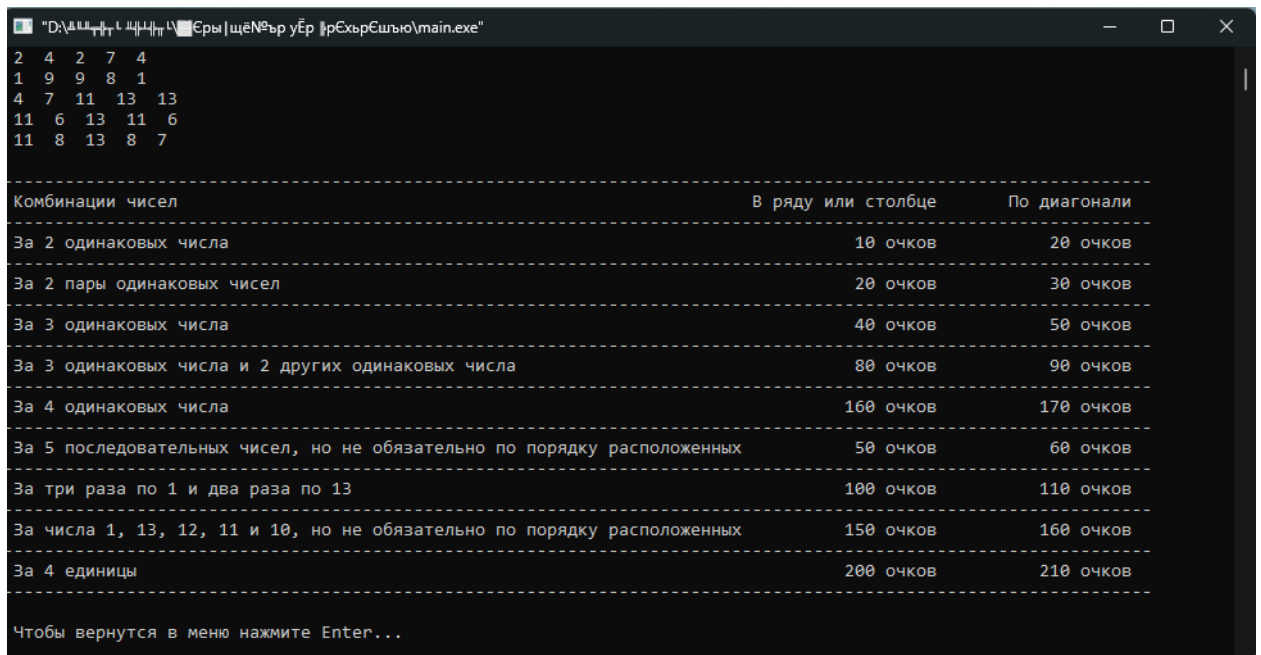 \main.exe"
2 4 2 7 4
1 9 9 8 1
4 7 11 13 13
11 6 13 11 6
11 8 13 8 7
Комбинации чисел В ряду или столбце По диагонали
За 2 одинаковых числа 10 очков 20 очков
За 2 пары одинаковых чисел 20 очков 30 очков
За 3 одинаковых числа 40 очков 50 очков
За 3 одинаковых числа и 2 других одинаковых числа 80 очков 90 очков
За 4 одинаковых числа 160 очков 170 очков
За 5 последовательных чисел, но не обязательно по порядку расположенных 50 очков 60 очков
За три раза по 1 и два раза по 13 100 очков 110 очков
За числа 1, 13, 12, 11 и 10, но не обязательно по порядку расположенных 150 очков 160 очков
За 4 единицы 200 очков 210 очков
Чтобы вернутся в меню нажмите Enter...